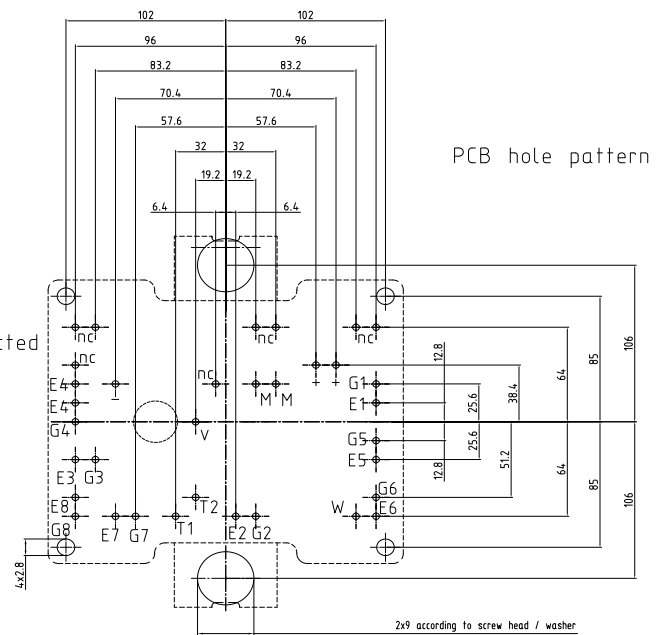 102 102
96 96
83.2 83.2
70.4 70.4
57.6 57.6
PCB hole pattern
32 32
19.2 19.2
6.4 6.4
nc nc nc
cted
nc nc
12.8 106 85 64 38.4 25.6
E4 - M M + + G1
E4 E1
G4 V G5
E3 G3 E5
12.8 25.6 51.2 64 85 106
G6
E8 T2 W E6
G8 E7 G7 T1 E2 G2
4x2.8
2x9 according to screw head / washer